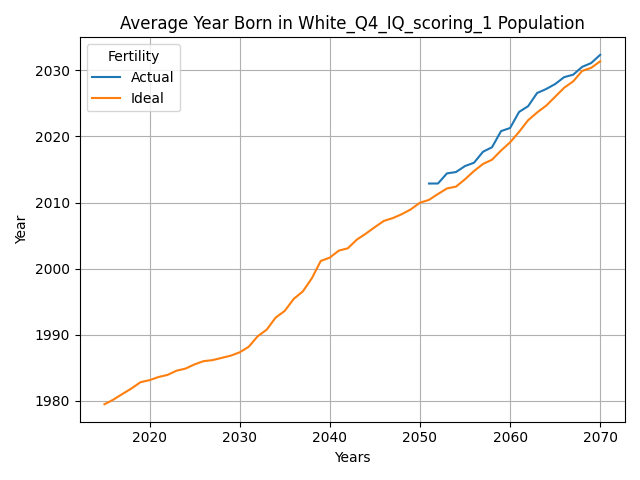 Average Year Born in White_Q4_IQ_scoring_1 Population
Fertility
Actual
Ideal
2030
2020
2010
2000
1990
1980
Year
2020 2030 2040 2050 2060 2070
Years